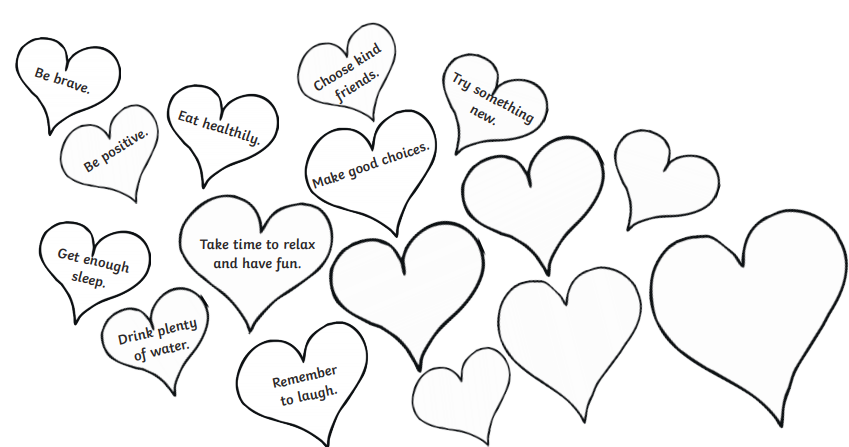 Be brave.
Be positive.
Eat healthily.
Choose kind
friends.
Make good choices.
Try something
new.
Get enough
sleep.
Take time to relax
and have fun.
Drink plenty
of water.
Remember
to laugh.